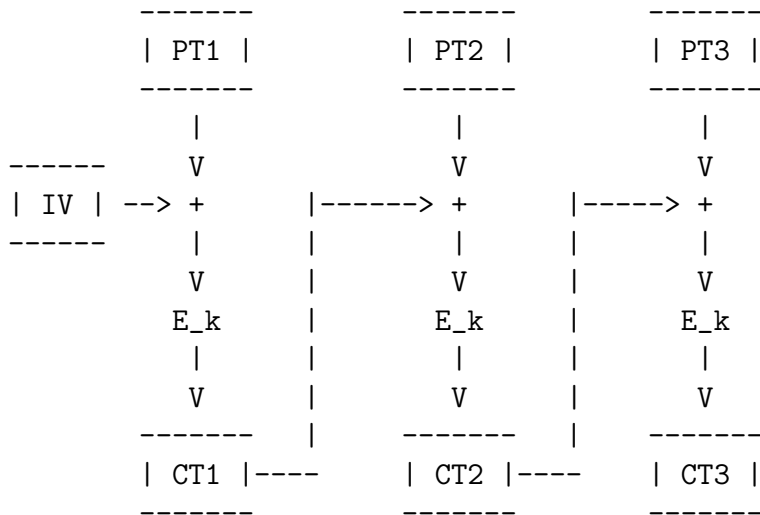 -------             -------           -------
| PT1 |             | PT2 |           | PT3 |
-------             -------           -------
   |                   |                 |
------     V                   V                 V
| IV | --> +       |------> +       |-----> +
------     |       |           |       |         |
V       |           V       |         V
E_k      |          E_k      |        E_k
|       |           |       |         |
V       |           V       |         V
-------    |        -------    |      -------
| CT1 |----         | CT2 |----       | CT3 |
-------             -------           -------